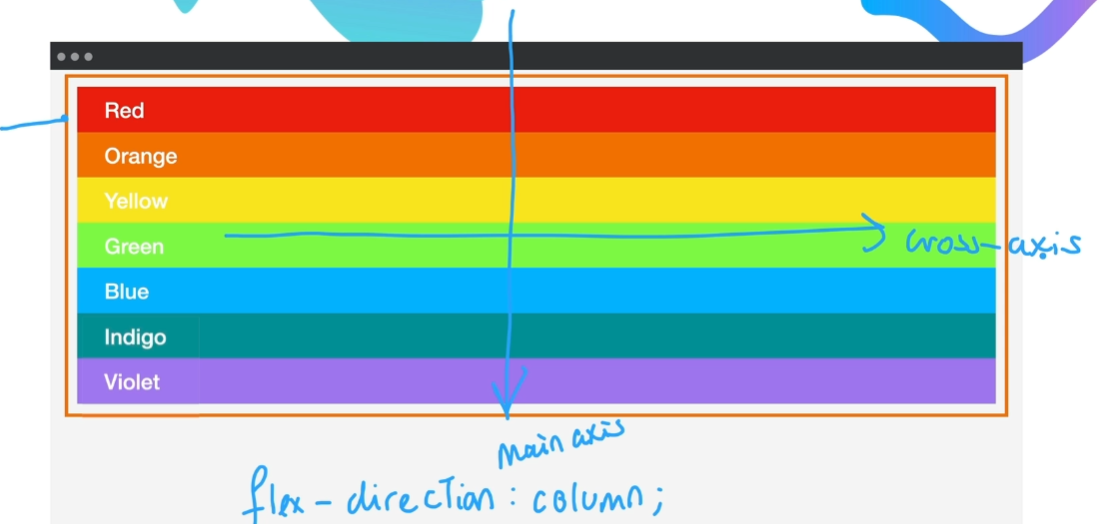 Red
Orange
Yellow
Green
cross-axis
Blue
Indigo
Violet
Main axis
flex-direction: column;